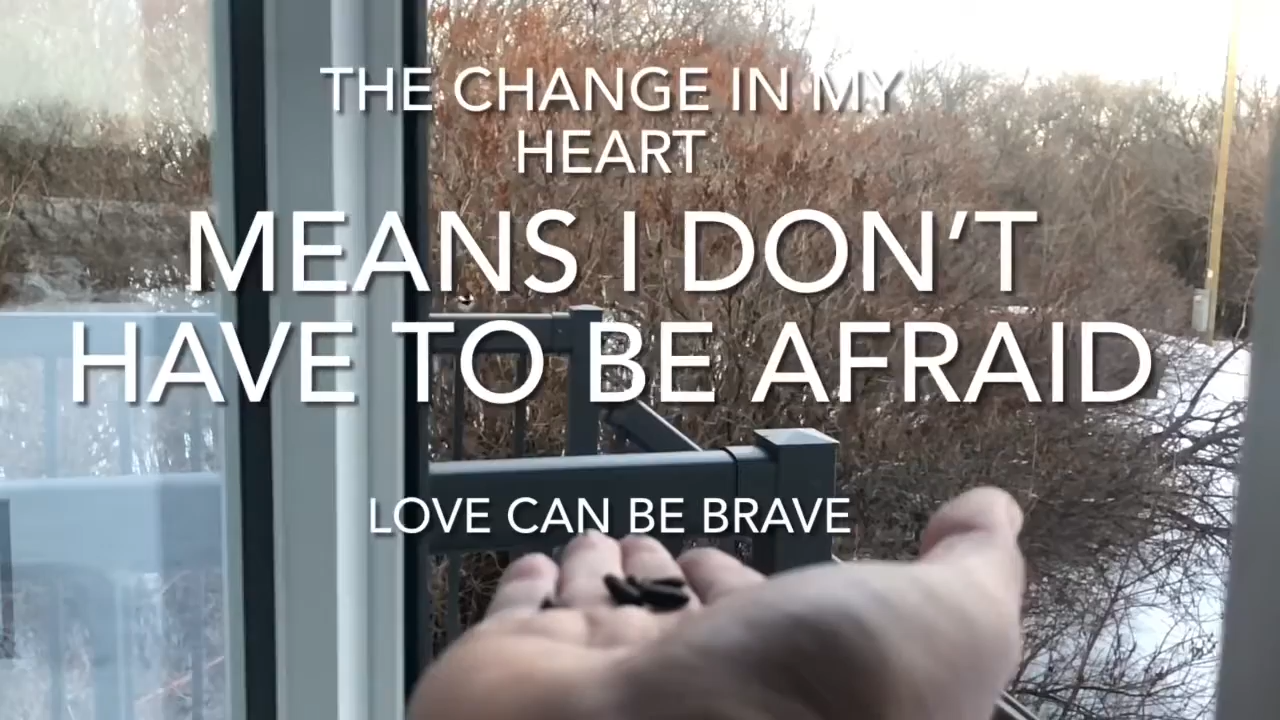 THE CHANGE IN MY
HEART
MEANS I DON'T
HAVE TO BE AFRAID
LOVE CAN BE BRAVE